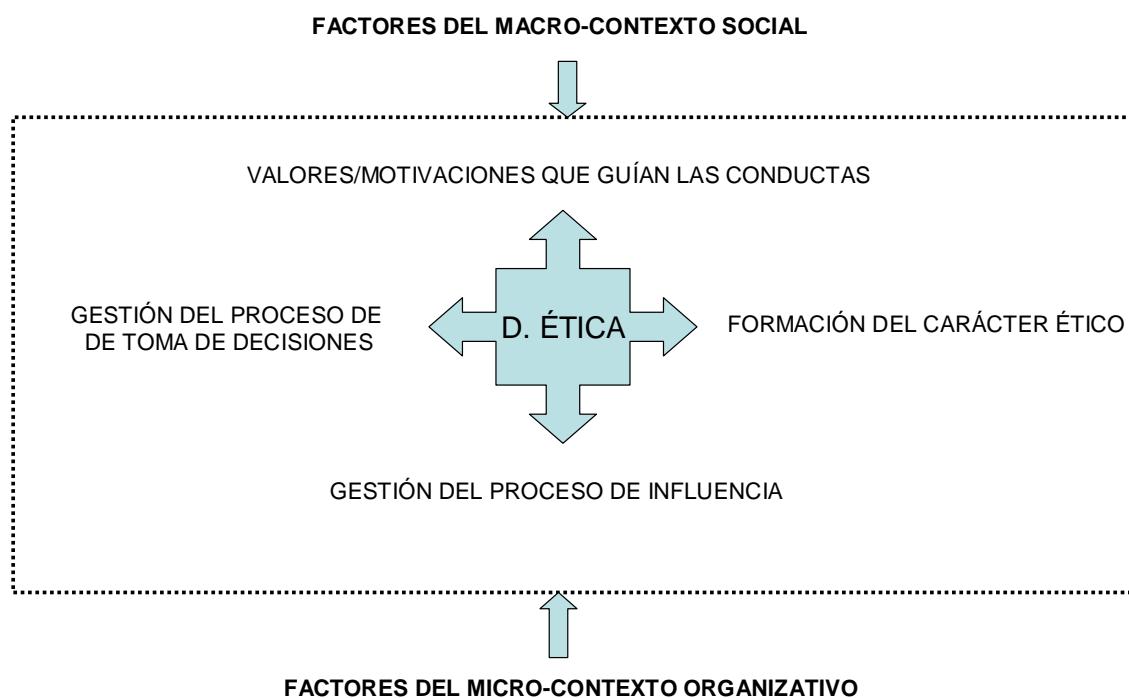 FACTORES DEL MACRO-CONTEXTO SOCIAL
VALORES/MOTIVACIONES QUE GUÍAN LAS CONDUCTAS
GESTIÓN DEL PROCESO DE
DE TOMA DE DECISIONES
D. ÉTICA
FORMACIÓN DEL CARÁCTER ÉTICO
GESTIÓN DEL PROCESO DE INFLUENCIA
FACTORES DEL MICRO-CONTEXTO ORGANIZATIVO